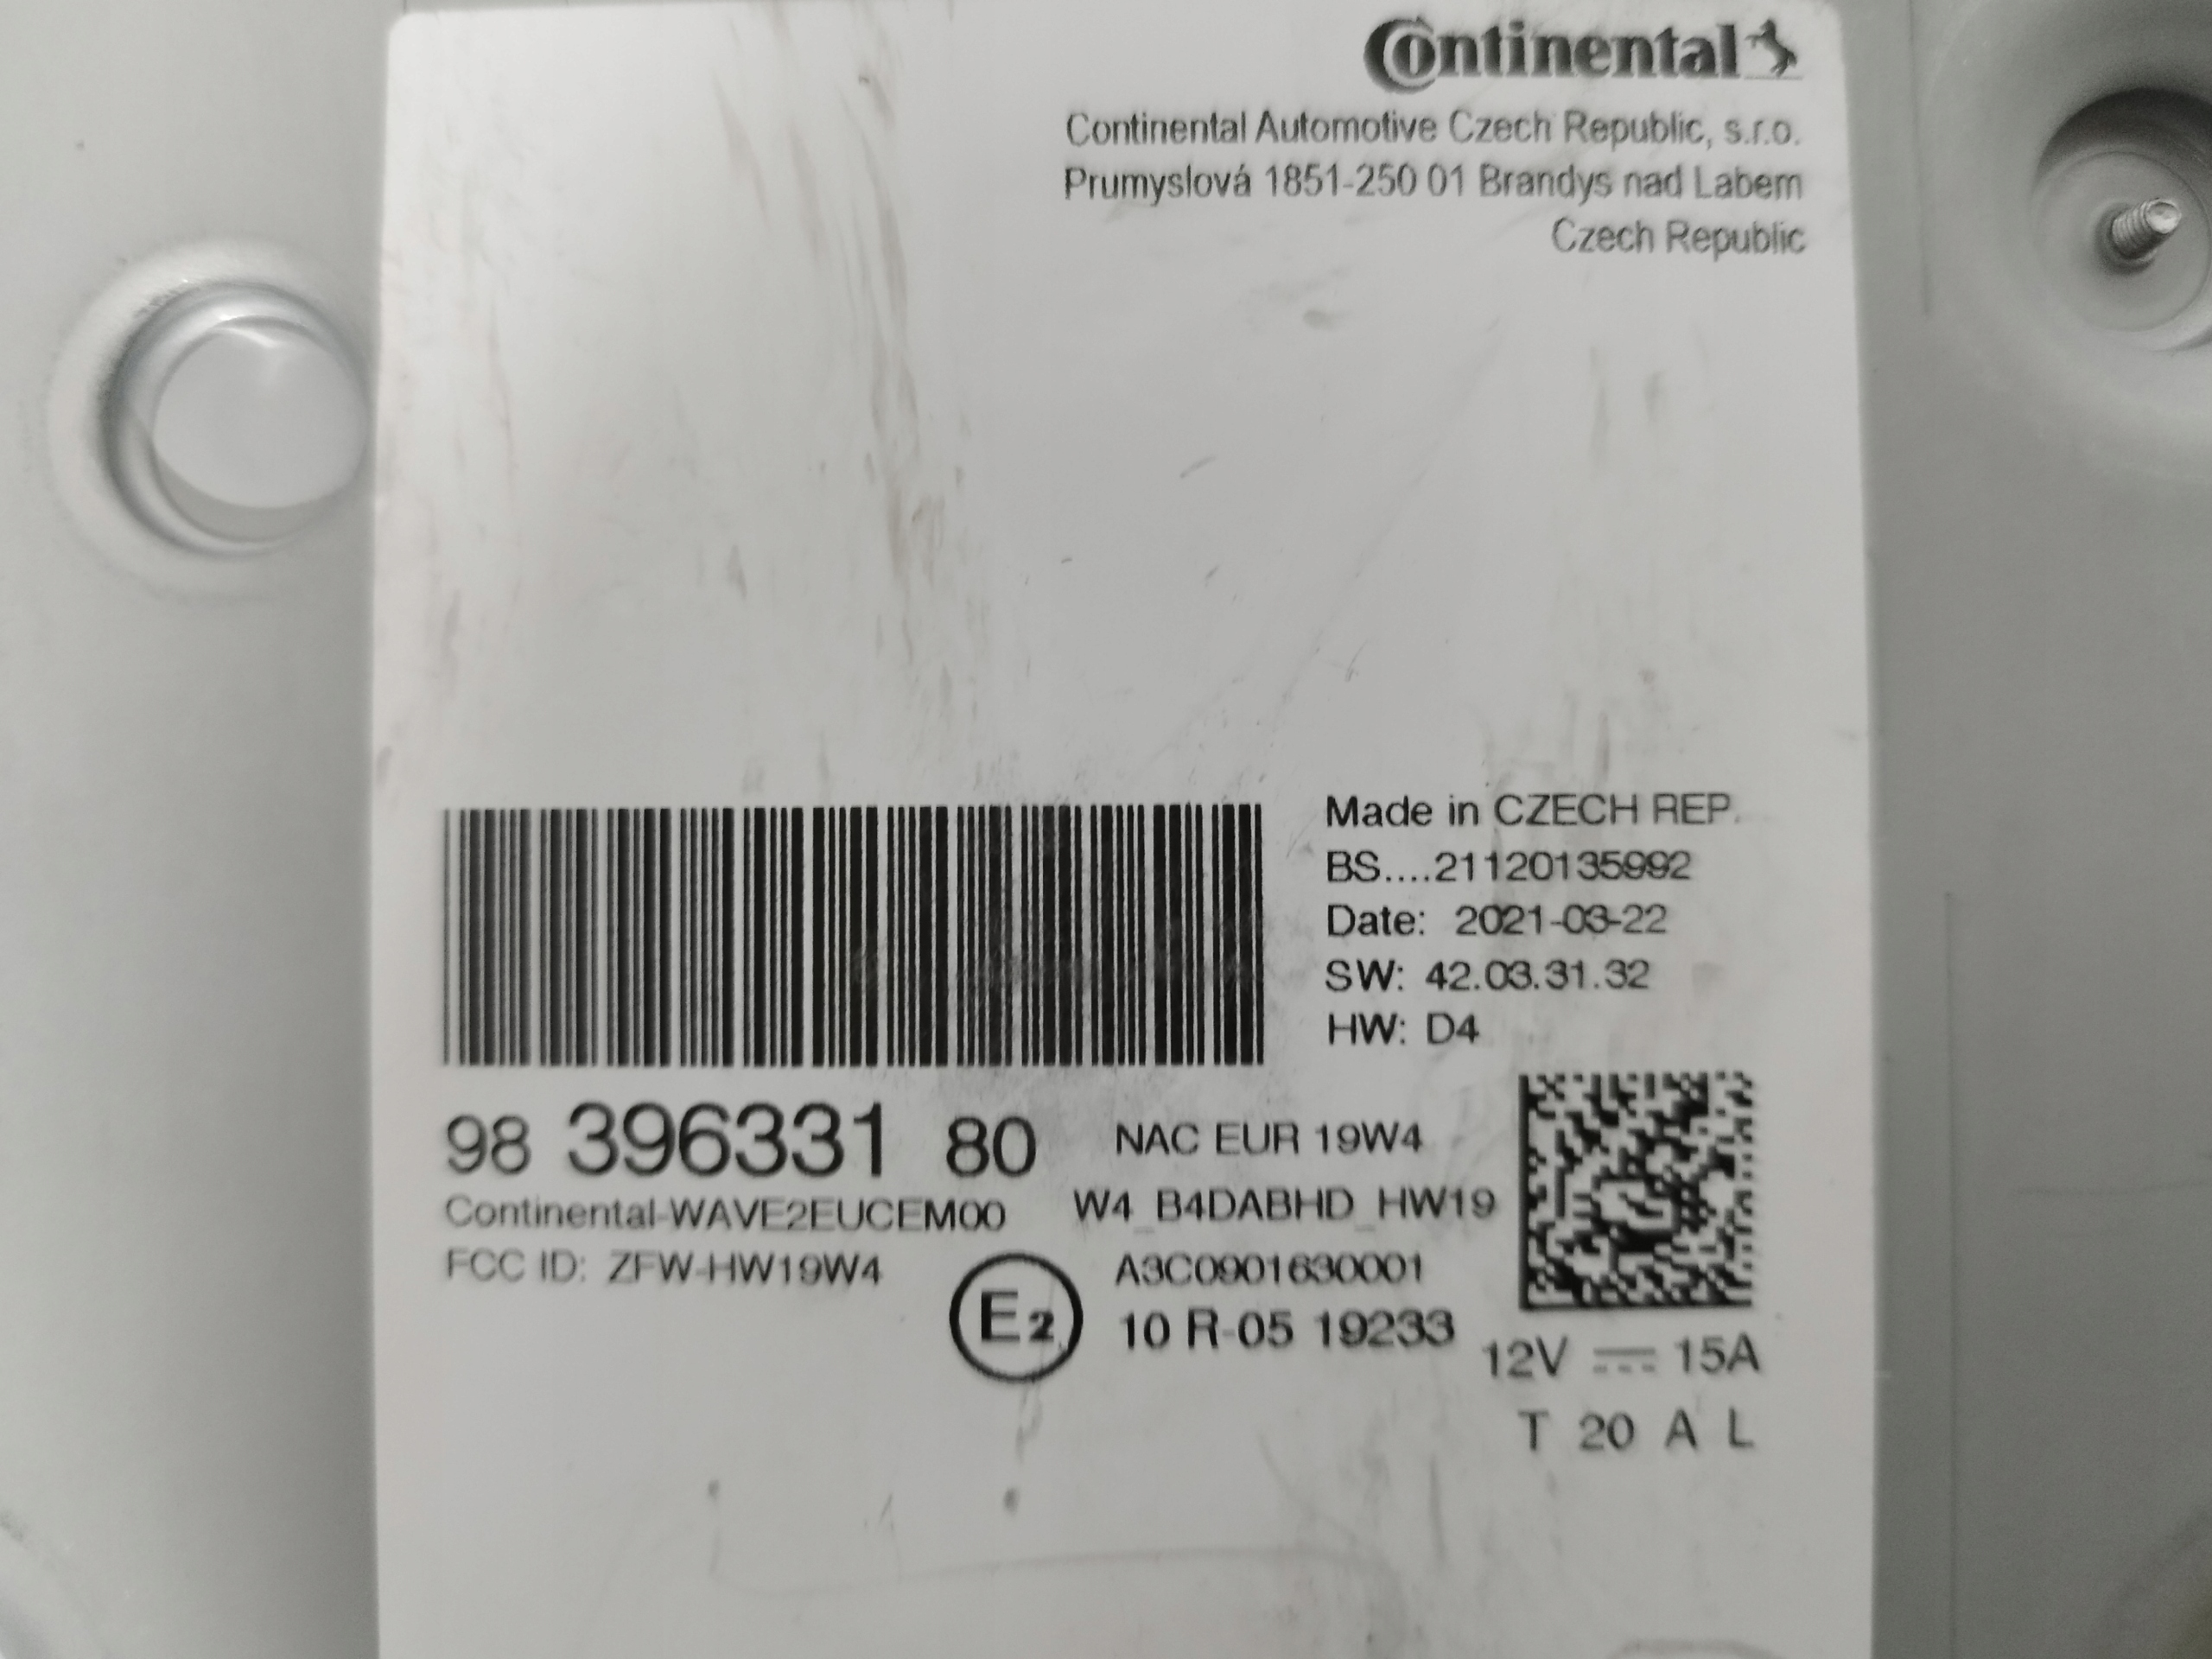 Continental
Continental Automotive Czech Republic, s.r.o.
Prumyslová 1851-250 01 Brandys nad Labem
Czech Republic
Made in CZECH REP.
BS....21120135992
Date: 2021-03-22
SW: 42.03.31.32
HW: D4
98 396331 80
NAC EUR 19W4
Continental-WAVE2EUCEM00
W4_B4DABHD_HW19
FCC ID: ZFW-HW19W4
A3C0901630001
E2
10 R-05 19233
12V 15A
T 20 A L